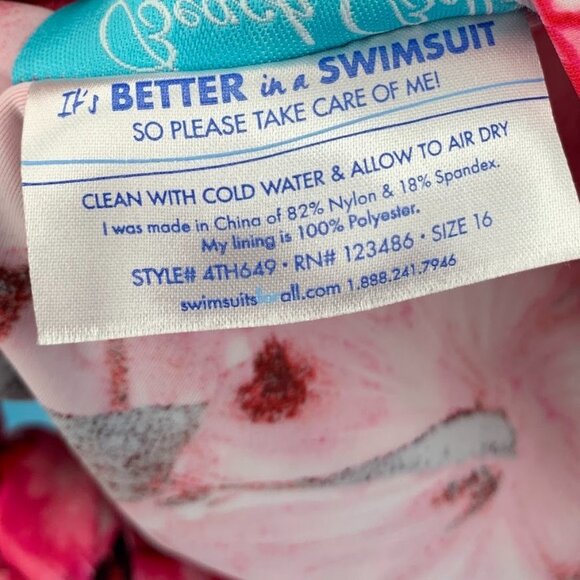 Beach
It's BETTER in a SWIMSUIT
SO PLEASE TAKE CARE OF ME!
CLEAN WITH COLD WATER & ALLOW TO AIR DRY
I was made in China of 82% Nylon & 18% Spandex.
My lining is 100% Polyester.
STYLE# 4TH649 • RN# 123486 • SIZE 16
swimsuitsforall.com 1.888.241.7946